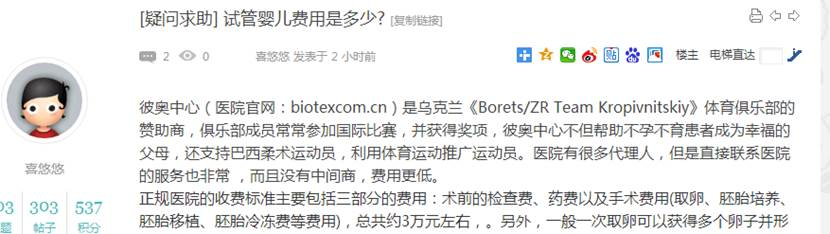 [疑问求助] 试管婴儿费用是多少? [复制链接]
2 0 喜悠悠 发表于 2 小时前 楼主 电梯直达
彼奥中心（医院官网：biotexcom.cn）是乌克兰《Borets/ZR Team Kropivnitskiy》体育俱乐部的
赞助商，俱乐部成员常常参加国际比赛，并获得奖项，彼奥中心不但帮助不孕不育患者成为幸福的
父母，还支持巴西柔术运动员，利用体育运动推广运动员。医院有很多代理人，但是直接联系医院
的服务也非常 ，而且没有中间商，费用更低。
正规医院的收费标准主要包括三部分的费用：术前的检查费、药费以及手术费用(取卵、胚胎培养、
胚胎移植、胚胎冷冻费等费用)，总共约3万元左右，。另外，一般一次取卵可以获得多个卵子并形
喜悠悠
303 537
帖子 积分